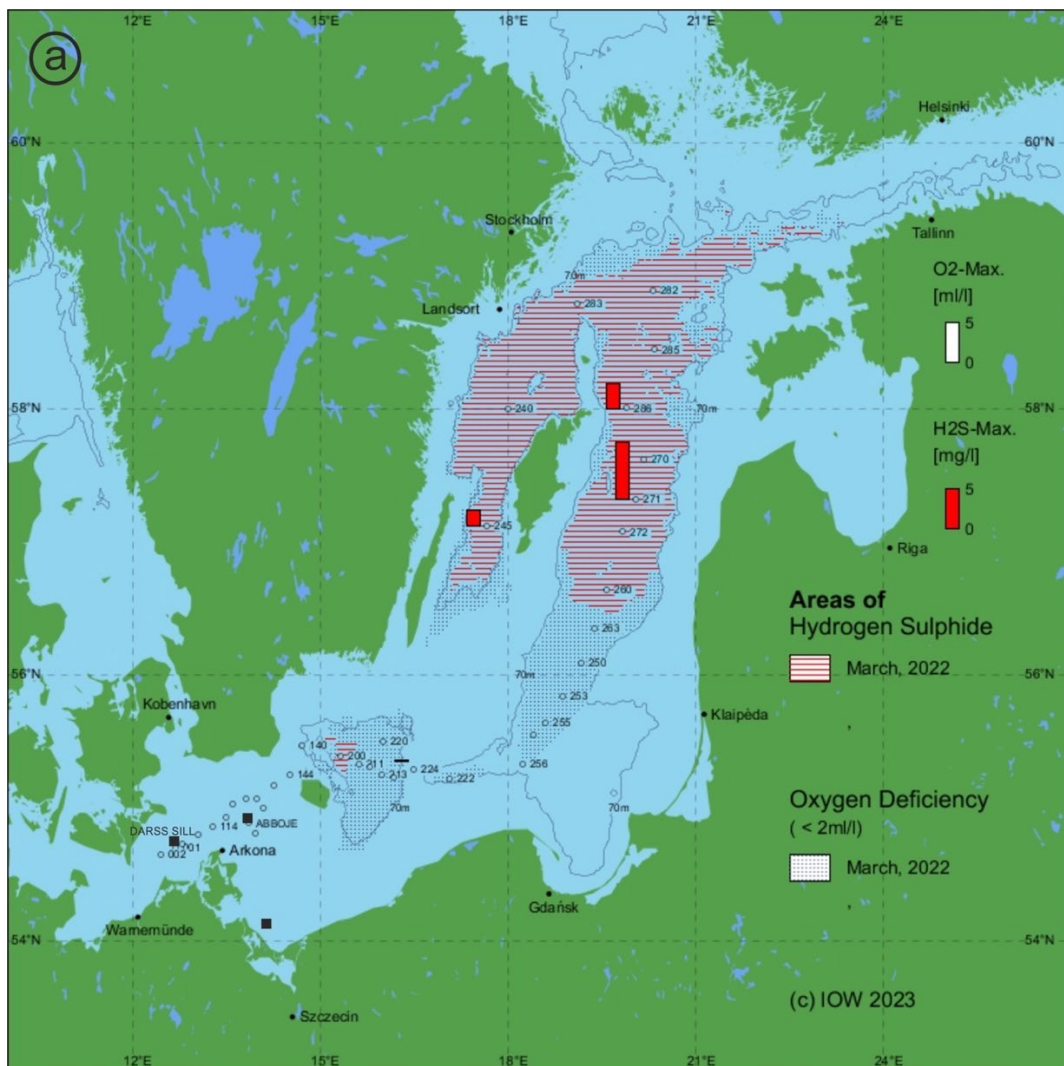 a
12°E
15°E
18°E
21°E
24°E
Helsinki
60°N
60°N
Stockholm
Tallinn
O2-Max.
[ml/l]
5
0
70m
282
Landsort
283
285
58°N
240
286
70m
58°N
H2S-Max.
[mg/l]
5
0
270
271
245
272
Riga
260
Areas of
Hydrogen Sulphide
263
250
March, 2022
56°N
70m
56°N
253
Kobenhavn
255
Klaipèda
140
220
200
211
256
144
213
224
222
Oxygen Deficiency
( < 2ml/l)
70m
70m
114
ABBOJE
DARSS SILL
001
002
Arkona
March, 2022
Gdańsk
Warnemünde
54°N
54°N
(c) IOW 2023
Szczecin
12°E
15°E
18°E
21°E
24°E